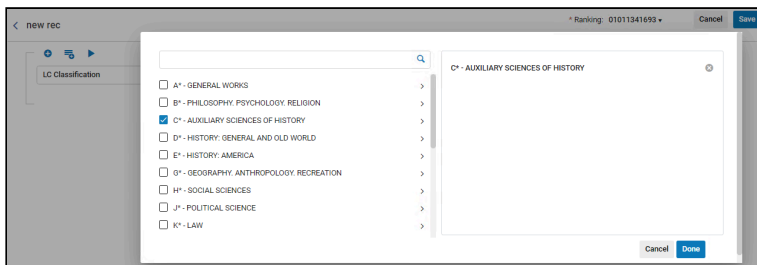 new rec
* Ranking: 01011341693
Cancel
Save
LC Classification
A* - GENERAL WORKS
B* - PHILOSOPHY. PSYCHOLOGY. RELIGION
C* - AUXILIARY SCIENCES OF HISTORY
D* - HISTORY: GENERAL AND OLD WORLD
E* - HISTORY: AMERICA
G* - GEOGRAPHY. ANTHROPOLOGY. RECREATION
H* - SOCIAL SCIENCES
J* - POLITICAL SCIENCE
K* - LAW
C* - AUXILIARY SCIENCES OF HISTORY
Cancel
Done